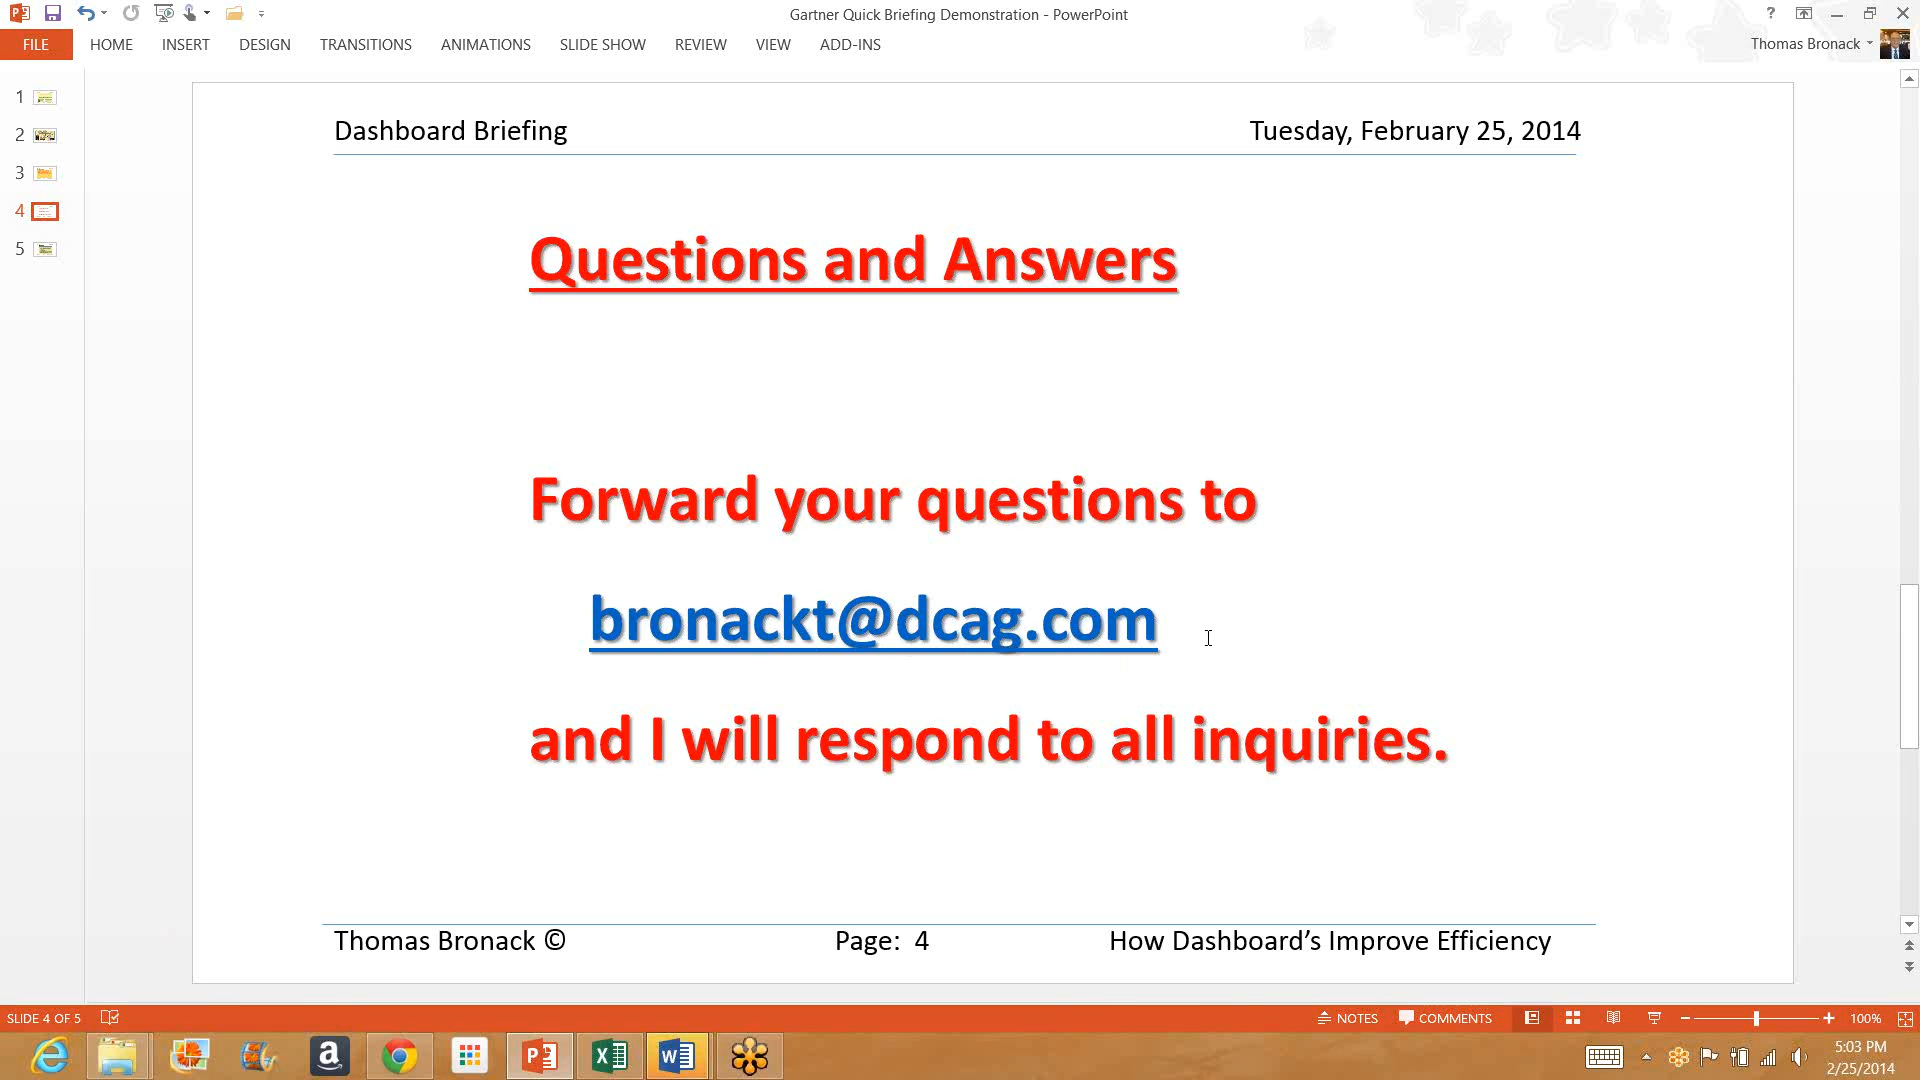 Gartner Quick Briefing Demonstration - PowerPoint
?
FILE HOME INSERT DESIGN TRANSITIONS ANIMATIONS SLIDE SHOW REVIEW VIEW ADD-INS
Thomas Bronack
1
2
3
4
5
Dashboard Briefing
Tuesday, February 25, 2014
Questions and Answers
Forward your questions to
bronackt@dcag.com
and I will respond to all inquiries.
Thomas Bronack ©
Page: 4
How Dashboard’s Improve Efficiency
SLIDE 4 OF 5
NOTES
COMMENTS
100%
5:03 PM
2/25/2014